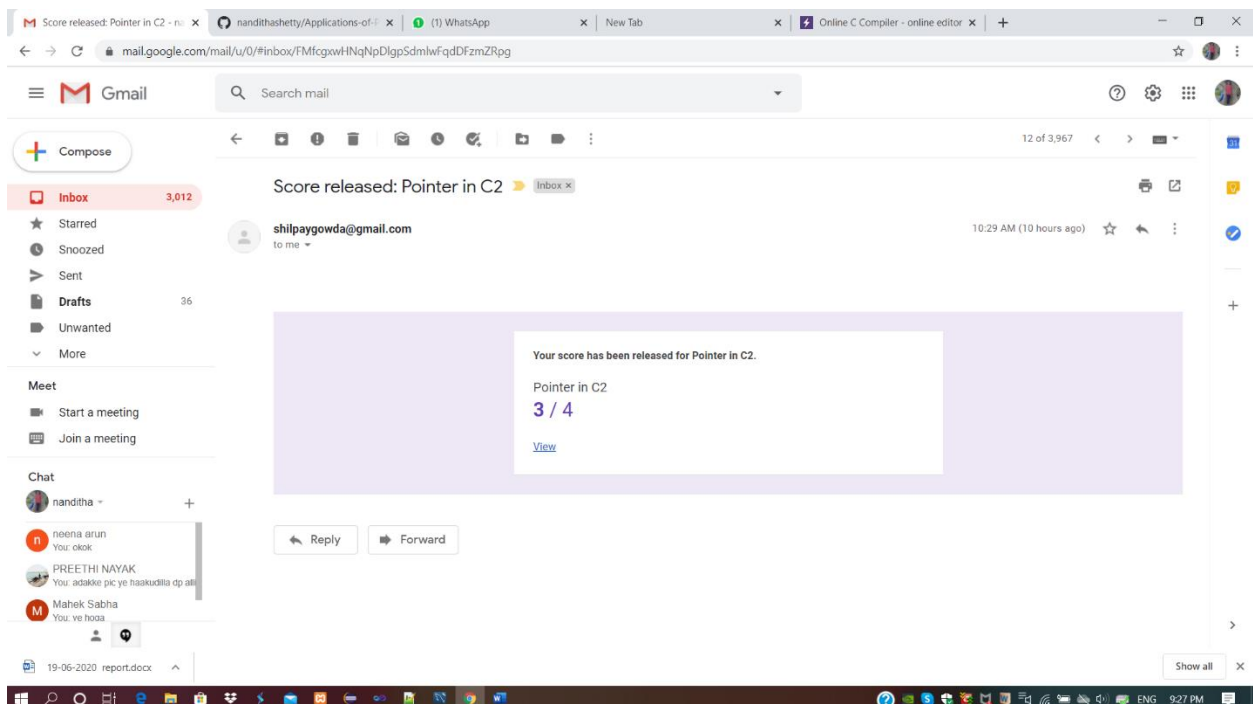 Score released: Pointer in C2 - na
nandithashetty/Applications-of-P
(1) WhatsApp
New Tab
Online C Compiler - online editor
mail.google.com/mail/u/0/#inbox/FMfcgxwHNqNpDlgpSdmlwFqdDFzmZRpg
Gmail
Search mail
Compose
12 of 3,967
Inbox 3,012
Starred
Snoozed
Sent
Drafts 36
Unwanted
More
Meet
Start a meeting
Join a meeting
Chat
nanditha
neena arun
You: okok
PREETHI NAYAK
You: adakke pic ye haakudilla dp alli
Mahek Sabha
You: ye hoga
Score released: Pointer in C2 Inbox x
shilpaygowda@gmail.com 10:29 AM (10 hours ago)
to me
Your score has been released for Pointer in C2.
Pointer in C2
3 / 4
View
Reply Forward
19-06-2020 report.docx
Show all
ENG 9:27 PM